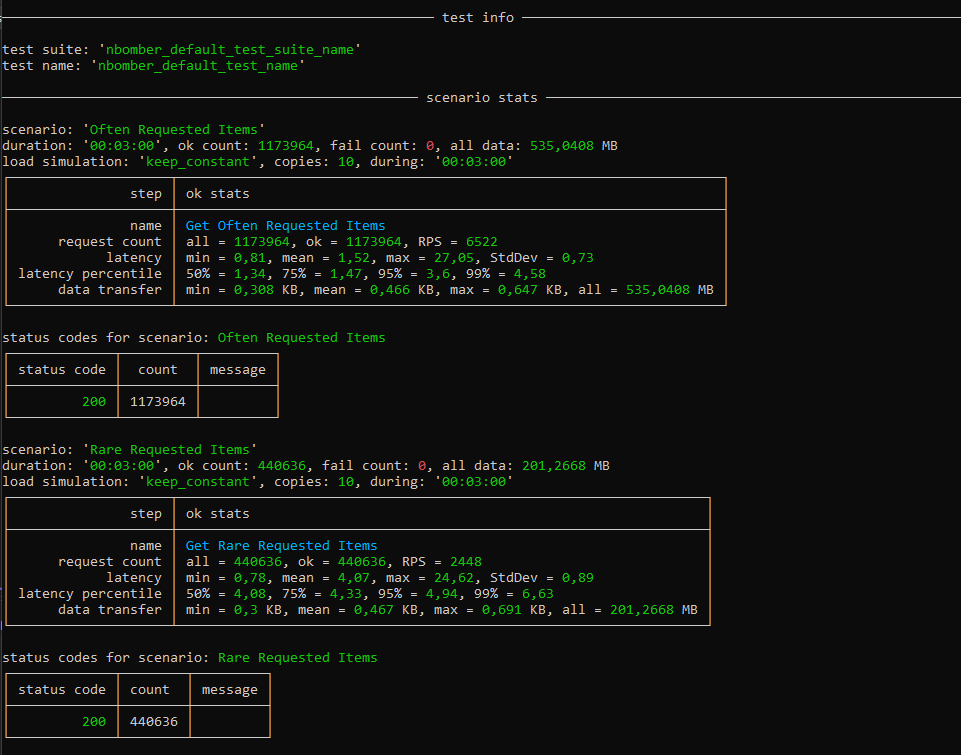 test info
test suite: 'nbomber_default_test_suite_name'
test name: 'nbomber_default_test_name'
scenario stats
scenario: 'Often Requested Items'
duration: '00:03:00', ok count: 1173964, fail count: 0, all data: 535,0408 MB
load simulation: 'keep_constant', copies: 10, during: '00:03:00'
step ok stats
name Get Often Requested Items
request count all = 1173964, ok = 1173964, RPS = 6522
latency min = 0,81, mean = 1,52, max = 27,05, StdDev = 0,73
latency percentile 50% = 1,34, 75% = 1,47, 95% = 3,6, 99% = 4,58
data transfer min = 0,308 KB, mean = 0,466 KB, max = 0,647 KB, all = 535,0408 MB
status codes for scenario: Often Requested Items
status code count message
200 1173964
scenario: 'Rare Requested Items'
duration: '00:03:00', ok count: 440636, fail count: 0, all data: 201,2668 MB
load simulation: 'keep_constant', copies: 10, during: '00:03:00'
step ok stats
name Get Rare Requested Items
request count all = 440636, ok = 440636, RPS = 2448
latency min = 0,78, mean = 4,07, max = 24,62, StdDev = 0,89
latency percentile 50% = 4,08, 75% = 4,33, 95% = 4,94, 99% = 6,63
data transfer min = 0,3 KB, mean = 0,467 KB, max = 0,691 KB, all = 201,2668 MB
status codes for scenario: Rare Requested Items
status code count message
200 440636